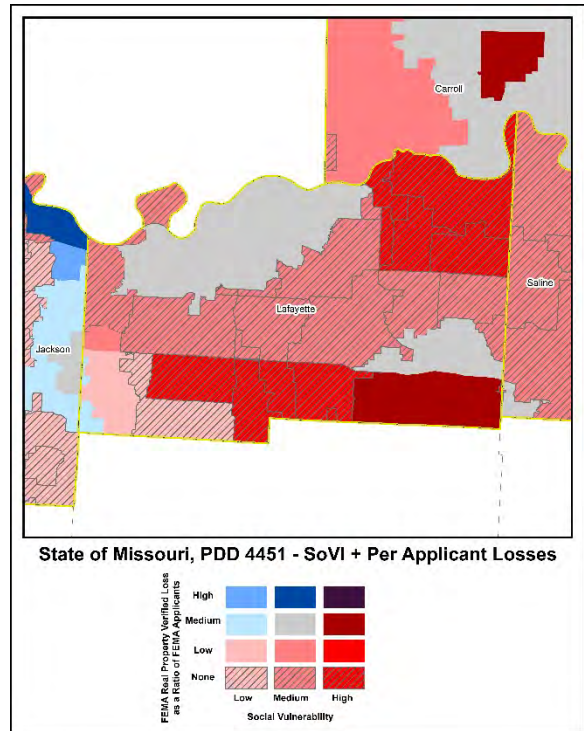 Carroll
Saline
Lafayette
Jackson
State of Missouri, PDD 4451 - SoVI + Per Applicant Losses
FEMA Real Property Verified Loss
as a Ratio of FEMA Applicants
High
Medium
Low
None
Low Medium High
Social Vulnerability